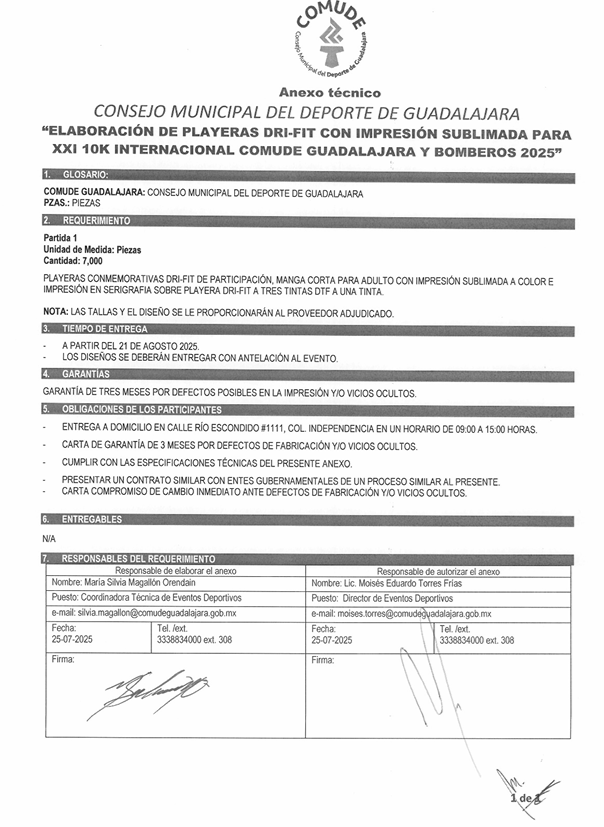 COMUDE
Consejo Municipal del Deporte de Guadalajara
Anexo técnico
CONSEJO MUNICIPAL DEL DEPORTE DE GUADALAJARA
“ELABORACIÓN DE PLAYERAS DRI-FIT CON IMPRESIÓN SUBLIMADA PARA
XXI 10K INTERNACIONAL COMUDE GUADALAJARA Y BOMBEROS 2025”
1. GLOSARIO:
COMUDE GUADALAJARA: CONSEJO MUNICIPAL DEL DEPORTE DE GUADALAJARA
PZAS.: PIEZAS
2. REQUERIMIENTO
Partida 1
Unidad de Medida: Piezas
Cantidad: 7,000
PLAYERAS CONMEMORATIVAS DRI-FIT DE PARTICIPACIÓN, MANGA CORTA PARA ADULTO CON IMPRESIÓN SUBLIMADA A COLOR E
IMPRESIÓN EN SERIGRAFIA SOBRE PLAYERA DRI-FIT A TRES TINTAS DTF A UNA TINTA.
NOTA: LAS TALLAS Y EL DISEÑO SE LE PROPORCIONARÁN AL PROVEEDOR ADJUDICADO.
3. TIEMPO DE ENTREGA
- A PARTIR DEL 21 DE AGOSTO 2025.
- LOS DISEÑOS SE DEBERÁN ENTREGAR CON ANTELACIÓN AL EVENTO.
4. GARANTÍAS
GARANTÍA DE TRES MESES POR DEFECTOS POSIBLES EN LA IMPRESIÓN Y/O VICIOS OCULTOS.
5. OBLIGACIONES DE LOS PARTICIPANTES
- ENTREGA A DOMICILIO EN CALLE RÍO ESCONDIDO #1111, COL. INDEPENDENCIA EN UN HORARIO DE 09:00 A 15:00 HORAS.
- CARTA DE GARANTÍA DE 3 MESES POR DEFECTOS DE FABRICACIÓN Y/O VICIOS OCULTOS.
- CUMPLIR CON LAS ESPECIFICACIONES TÉCNICAS DEL PRESENTE ANEXO.
- PRESENTAR UN CONTRATO SIMILAR CON ENTES GUBERNAMENTALES DE UN PROCESO SIMILAR AL PRESENTE.
- CARTA COMPROMISO DE CAMBIO INMEDIATO ANTE DEFECTOS DE FABRICACIÓN Y/O VICIOS OCULTOS.
6. ENTREGABLES
N/A
7. RESPONSABLES DEL REQUERIMIENTO
Responsable de elaborar el anexo Responsable de autorizar el anexo
Nombre: María Silvia Magallón Orendain Nombre: Lic. Moisés Eduardo Torres Frías
Puesto: Coordinadora Técnica de Eventos Deportivos Puesto: Director de Eventos Deportivos
e-mail: silvia.magallon@comudeguadalajara.gob.mx e-mail: moises.torres@comudeguadalajara.gob.mx
Fecha: Tel. /ext. Fecha: Tel. /ext.
25-07-2025 3338834000 ext. 308 25-07-2025 3338834000 ext. 308
Firma: Firma:
1 de